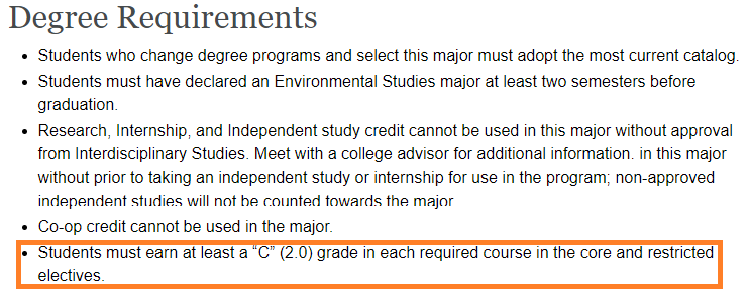 Degree Requirements
• Students who change degree programs and select this major must adopt the most current catalog.
• Students must have declared an Environmental Studies major at least two semesters before
graduation.
• Research, Internship, and Independent study credit cannot be used in this major without approval
from Interdisciplinary Studies. Meet with a college advisor for additional information. in this major
without prior to taking an independent study or internship for use in the program; non-approved
independent studies will not be counted towards the major
• Co-op credit cannot be used in the major.
• Students must earn at least a “C” (2.0) grade in each required course in the core and restricted
electives.